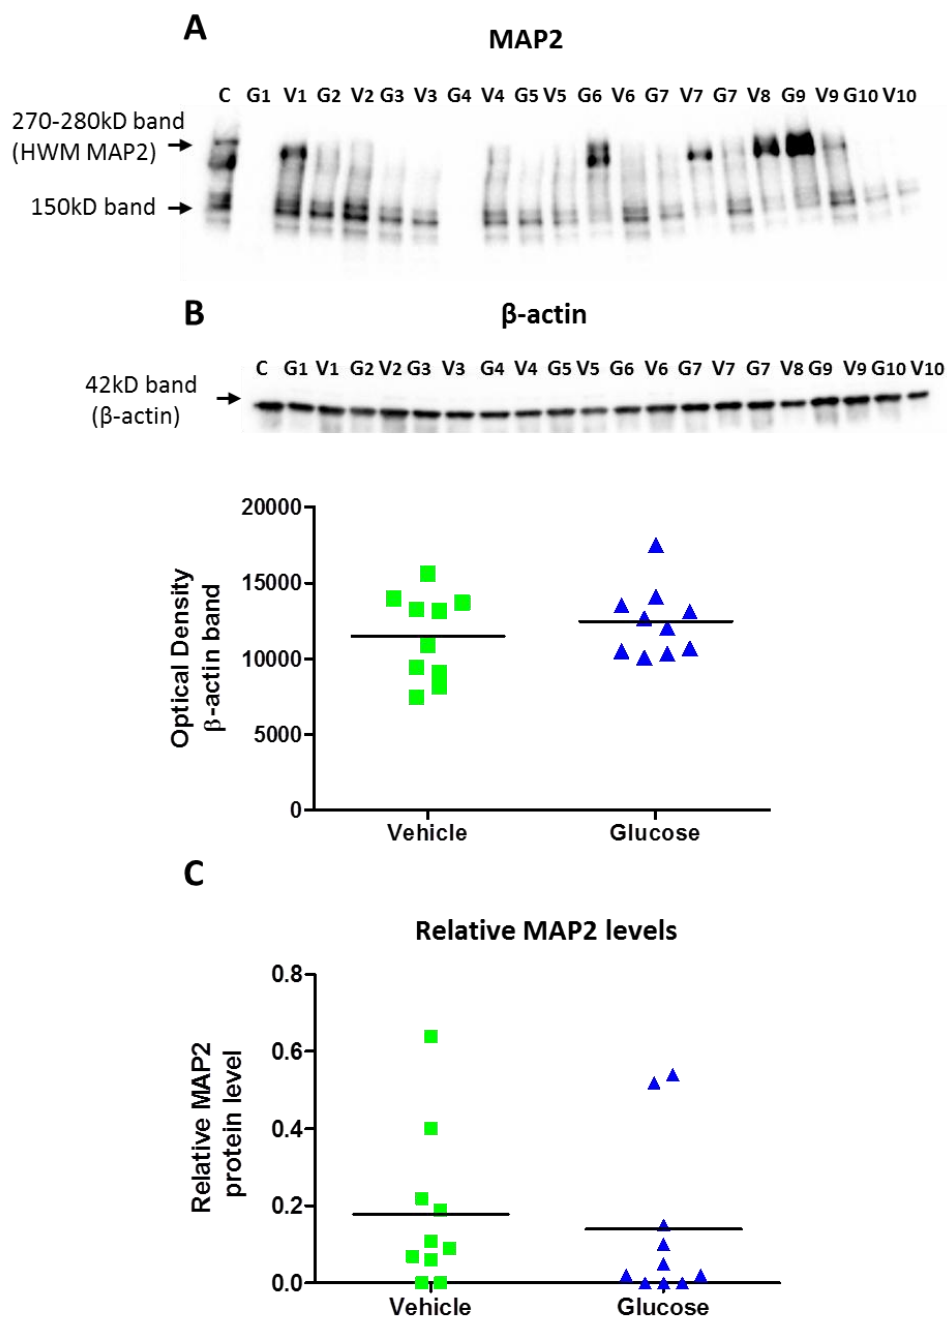 A
MAP2
C G1 V1 G2 V2 G3 V3 G4 V4 G5 V5 G6 V6 G7 V7 G7 V8 G9 V9 G10 V10
270-280kD band
(HWM MAP2)
150kD band
B
β-actin
C G1 V1 G2 V2 G3 V3 G4 V4 G5 V5 G6 V6 G7 V7 G7 V8 G9 V9 G10 V10
42kD band
(β-actin)
20000
15000
10000
5000
0
Optical Density
β-actin band
Vehicle Glucose
C
Relative MAP2 levels
0.8
0.6
0.4
0.2
0.0
Relative MAP2
protein level
Vehicle Glucose